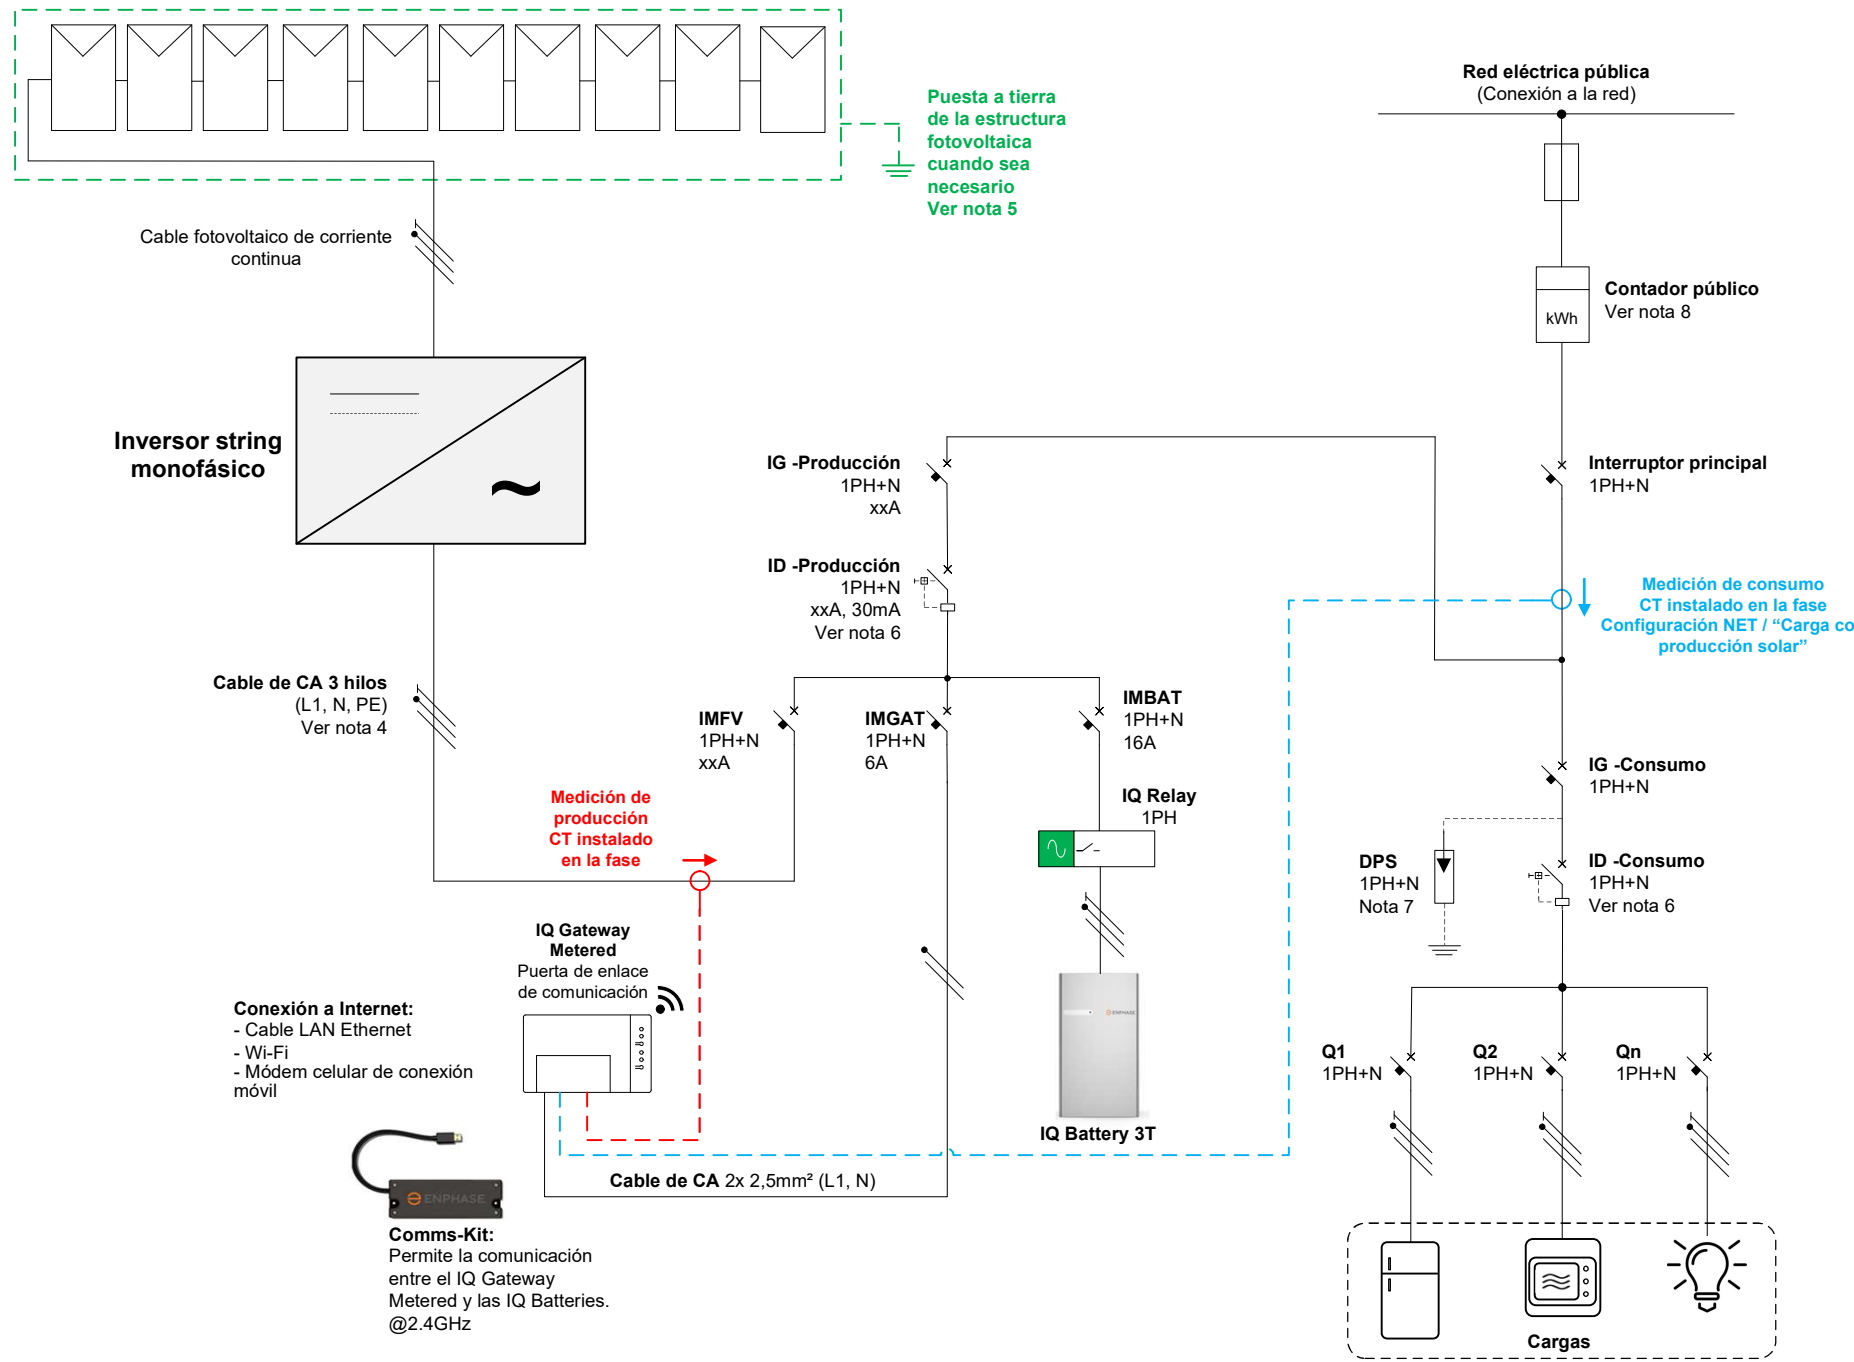 Puesta a tierra
de la estructura
fotovoltaica
cuando sea
necesario
Ver nota 5
Red eléctrica pública
(Conexión a la red)
Cable fotovoltaico de corriente
continua
kWh
Contador público
Ver nota 8
Inversor string
monofásico
IG -Producción
1PH+N
xxA
Interruptor principal
1PH+N
ID -Producción
1PH+N
xxA, 30mA
Ver nota 6
Medición de consumo
CT instalado en la fase
Configuración NET / “Carga co
producción solar”
Cable de CA 3 hilos
(L1, N, PE)
Ver nota 4
IMFV
1PH+N
xxA
IMGAT
1PH+N
6A
IMBAT
1PH+N
16A
IG -Consumo
1PH+N
Medición de
producción
CT instalado
en la fase
IQ Relay
1PH
DPS
1PH+N
Nota 7
ID -Consumo
1PH+N
Ver nota 6
IQ Gateway
Metered
Puerta de enlace
de comunicación
Conexión a Internet:
- Cable LAN Ethernet
- Wi-Fi
- Módem celular de conexión
móvil
ENPHASE
IQ Battery 3T
Q1
1PH+N
Q2
1PH+N
Qn
1PH+N
Cable de CA 2x 2,5mm² (L1, N)
ENPHASE
Comms-Kit:
Permite la comunicación
entre el IQ Gateway
Metered y las IQ Batteries.
@2.4GHz
Cargas